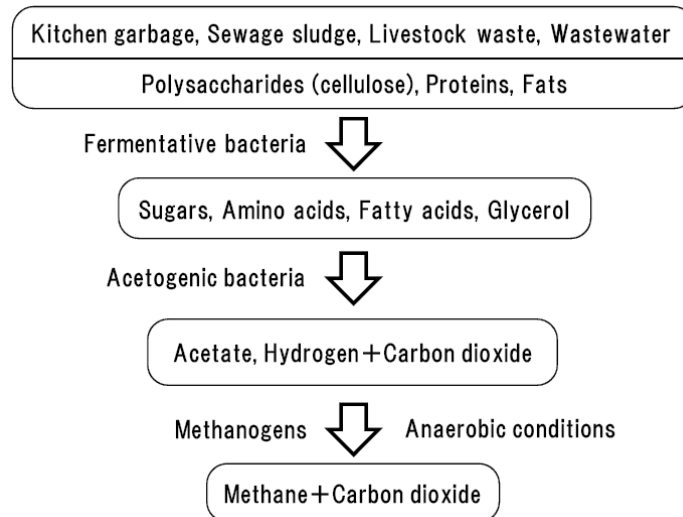 Kitchen garbage, Sewage sludge, Livestock waste, Wastewater
Polysaccharides (cellulose), Proteins, Fats
Fermentative bacteria
Sugars, Amino acids, Fatty acids, Glycerol
Acetogenic bacteria
Acetate, Hydrogen+Carbon dioxide
Methanogens Anaerobic conditions
Methane+Carbon dioxide